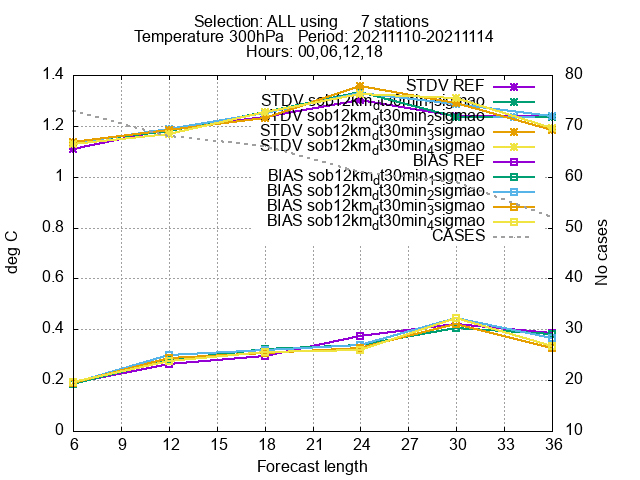 Selection: ALL using 7 stations
Temperature 300hPa Period: 20211110-20211114
Hours: 00,06,12,18
STDV REF
STDV sob12km_dt30min_1sigmao
STDV sob12km_dt30min_2sigmao
STDV sob12km_dt30min_3sigmao
STDV sob12km_dt30min_4sigmao
BIAS REF
BIAS sob12km_dt30min_1sigmao
BIAS sob12km_dt30min_2sigmao
BIAS sob12km_dt30min_3sigmao
BIAS sob12km_dt30min_4sigmao
CASES
deg C
1.4
1.2
1
0.8
0.6
0.4
0.2
0
No cases
80
70
60
50
40
30
20
10
6 9 12 15 18 21 24 27 30 33 36
Forecast length